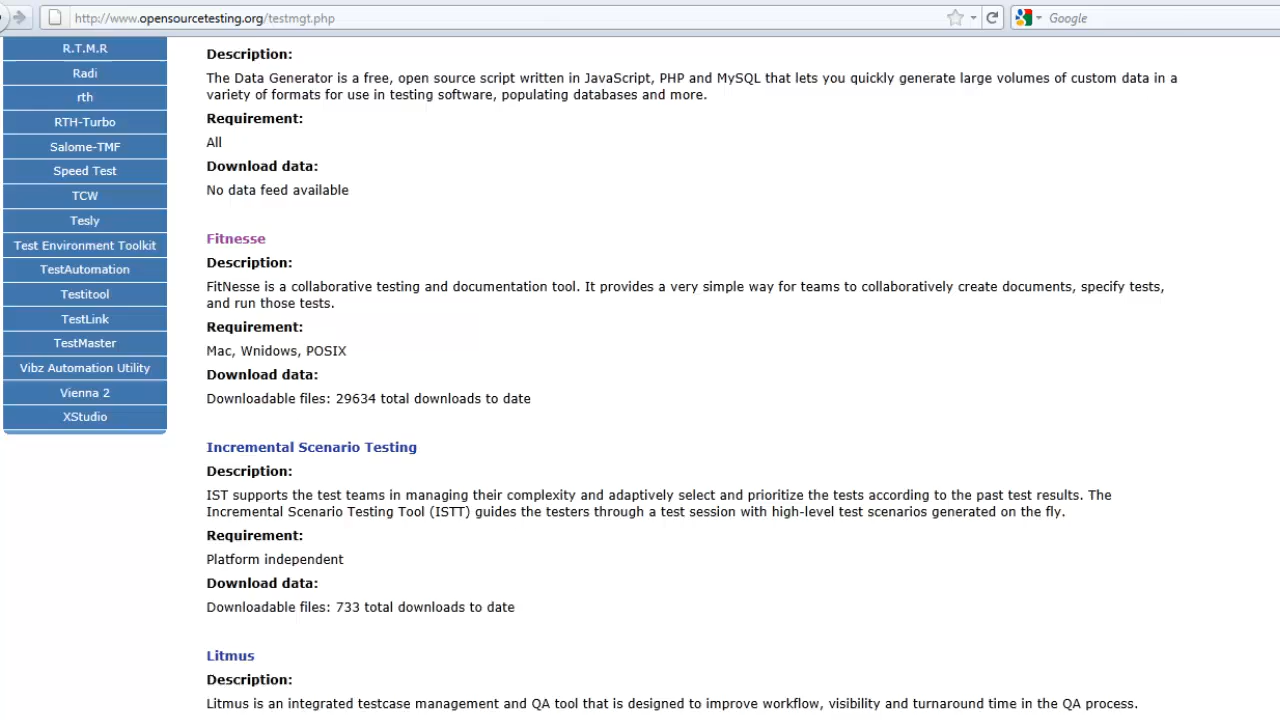 http://www.opensourcetesting.org/testmgt.php
Google
R.T.M.R
Radi
rth
RTH-Turbo
Salome-TMF
Speed Test
TCW
Tesly
Test Environment Toolkit
TestAutomation
Testitool
TestLink
TestMaster
Vibz Automation Utility
Vienna 2
XStudio
Description:
The Data Generator is a free, open source script written in JavaScript, PHP and MySQL that lets you quickly generate large volumes of custom data in a
variety of formats for use in testing software, populating databases and more.
Requirement:
All
Download data:
No data feed available
Fitnesse
Description:
FitNesse is a collaborative testing and documentation tool. It provides a very simple way for teams to collaboratively create documents, specify tests,
and run those tests.
Requirement:
Mac, Wnidows, POSIX
Download data:
Downloadable files: 29634 total downloads to date
Incremental Scenario Testing
Description:
IST supports the test teams in managing their complexity and adaptively select and prioritize the tests according to the past test results. The
Incremental Scenario Testing Tool (ISTT) guides the testers through a test session with high-level test scenarios generated on the fly.
Requirement:
Platform independent
Download data:
Downloadable files: 733 total downloads to date
Litmus
Description:
Litmus is an integrated testcase management and QA tool that is designed to improve workflow, visibility and turnaround time in the QA process.